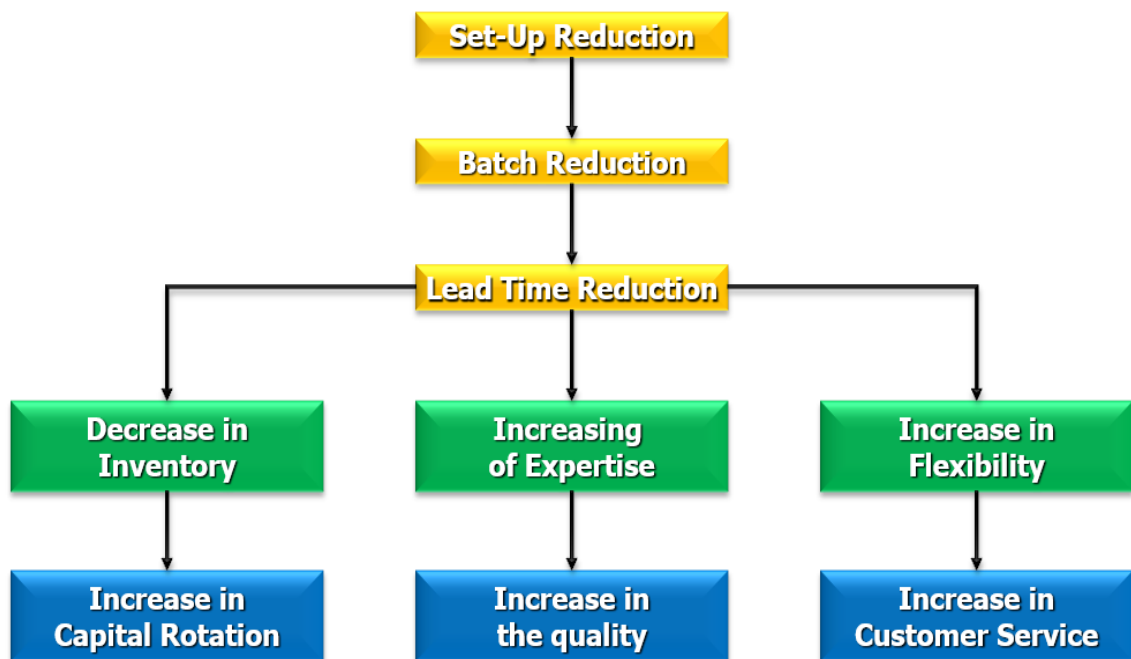 Set-Up Reduction
Batch Reduction
Lead Time Reduction
Decrease in
Inventory
Increasing
of Expertise
Increase in
Flexibility
Increase in
Capital Rotation
Increase in
the quality
Increase in
Customer Service